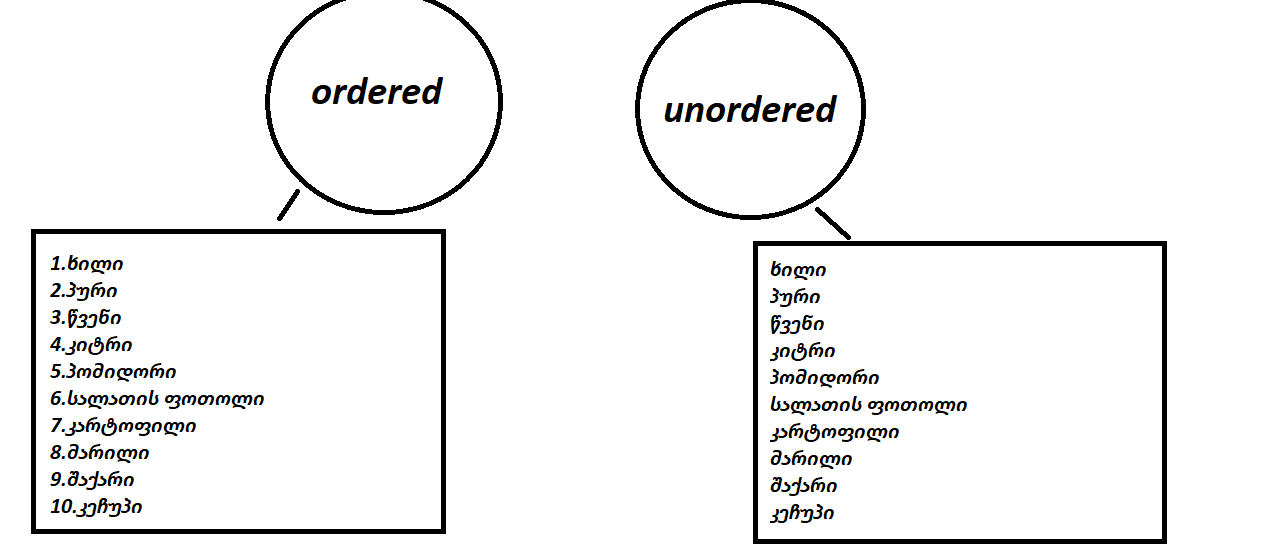 ordered
1.ხილი
2.პური
3.წვენი
4.კიტრი
5.პომიდორი
6.სალათის ფოთოლი
7.კარტოფილი
8.მარილი
9.შაქარი
10.კეჩუპი
unordered
ხილი
პური
წვენი
კიტრი
პომიდორი
სალათის ფოთოლი
კარტოფილი
მარილი
შაქარი
კეჩუპი